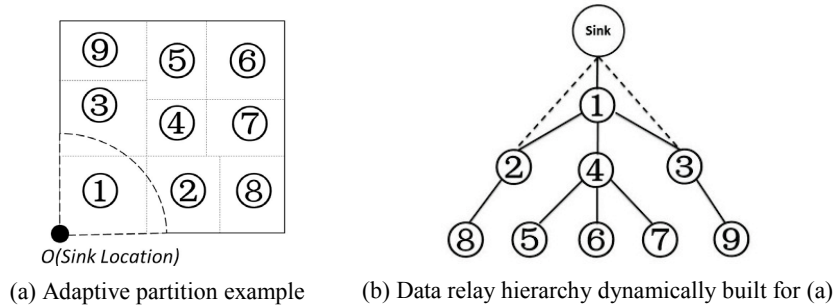 Sink
⑨ ⑤ ⑥
③ ① 
④ ⑦ ② ④ ③
① ② ⑧
⑧ ⑤ ⑥ ⑦ ⑨
O(Sink Location)
(a) Adaptive partition example (b) Data relay hierarchy dynamically built for (a)